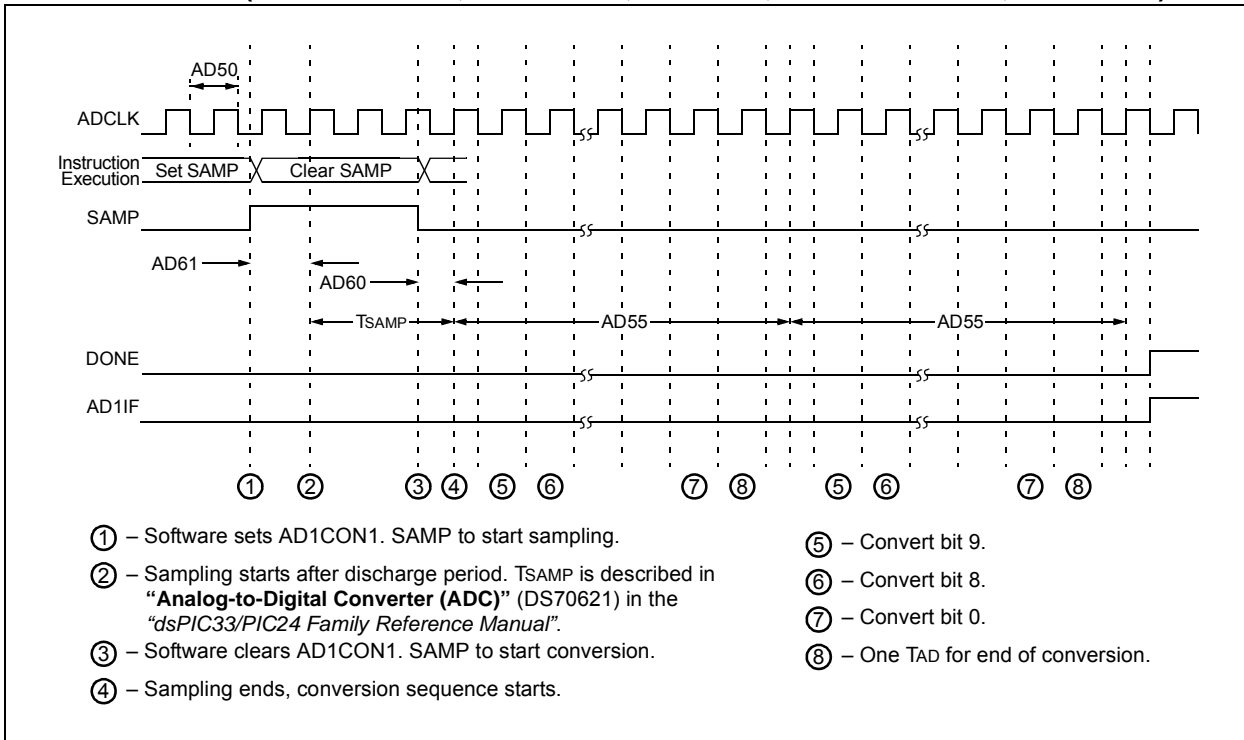 AD50
ADCLK
Instruction
Execution
Set SAMP
Clear SAMP
SAMP
AD61
AD60
TSAMP
AD55
AD55
DONE
AD1IF
1 2 3 4 5 6 7 8 5 6 7 8
1 – Software sets AD1CON1. SAMP to start sampling.
2 – Sampling starts after discharge period. TSAMP is described in
“Analog-to-Digital Converter (ADC)” (DS70621) in the
“dsPIC33/PIC24 Family Reference Manual”.
3 – Software clears AD1CON1. SAMP to start conversion.
4 – Sampling ends, conversion sequence starts.
5 – Convert bit 9.
6 – Convert bit 8.
7 – Convert bit 0.
8 – One TAD for end of conversion.